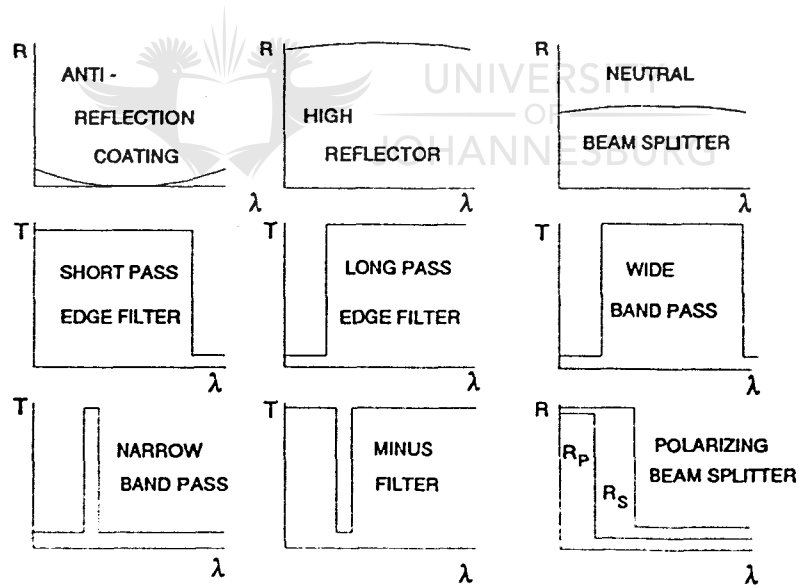 R
ANTI -
REFLECTION
COATING
λ
R
HIGH
REFLECTOR
λ
R
NEUTRAL
BEAM SPLITTER
λ
UNIVERSITY
OF
JOHANNESBURG
T
SHORT PASS
EDGE FILTER
λ
T
LONG PASS
EDGE FILTER
λ
T
WIDE
BAND PASS
λ
T
NARROW
BAND PASS
λ
T
MINUS
FILTER
λ
R
R_P
R_S
POLARIZING
BEAM SPLITTER
λ